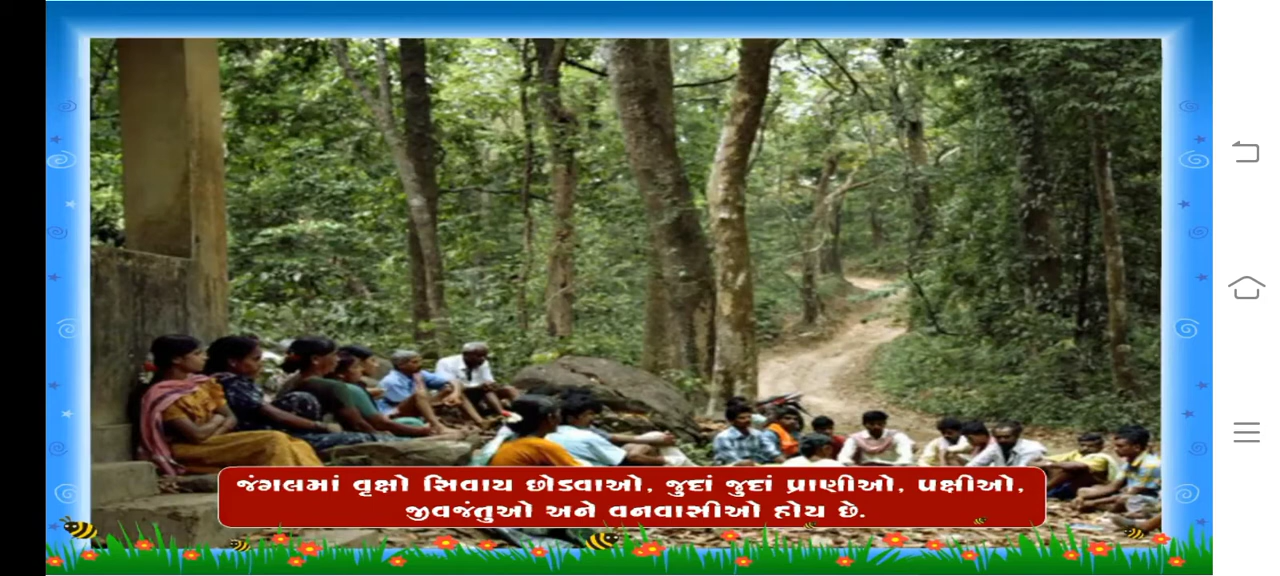 જંગલમાં વૃક્ષો સિવાય છોડવાઓ, જુદાં જુદાં પ્રાણીઓ, પક્ષીઓ,
જીવજંતુઓ અને વનવાસીઓ હોય છે.